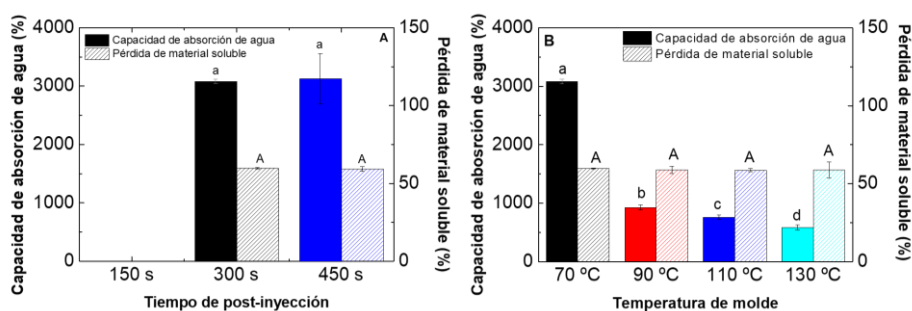 Capacidad de absorción de agua (%)
4000
3000
2000
1000
0
Capacidad de absorción de agua
Pérdida de material soluble
A
a
a
A
A
150 s
300 s
450 s
Tiempo de post-inyección
150
100
50
0
Pérdida de material soluble (%)
Capacidad de abosrción de agua (%)
4000
3000
2000
1000
0
B
Capacidad de absorción de agua
Pérdida de material soluble
a
A
b
A
c
A
d
A
70 ºC
90 ºC
110 ºC
130 ºC
Temperatura de molde
150
100
50
0
Pérdida de material soluble (%)